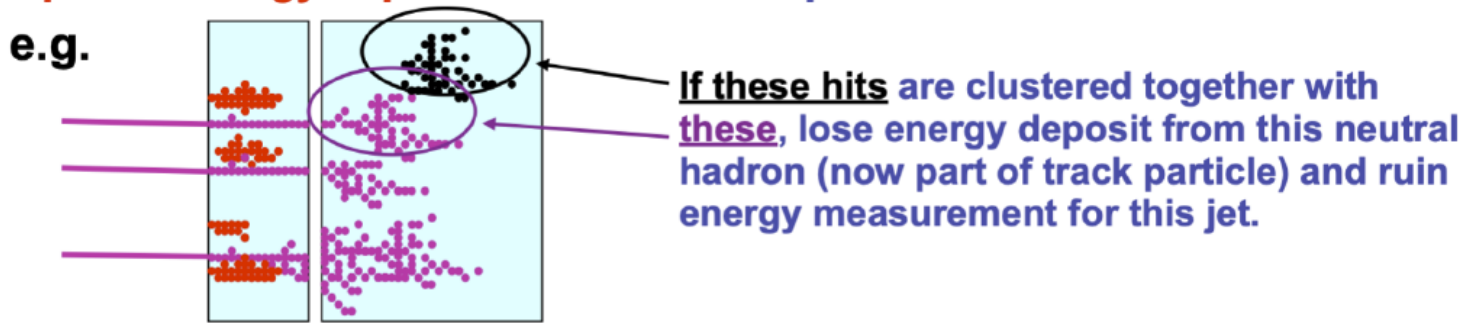 e.g.
If these hits are clustered together with
these, lose energy deposit from this neutral
hadron (now part of track particle) and ruin
energy measurement for this jet.